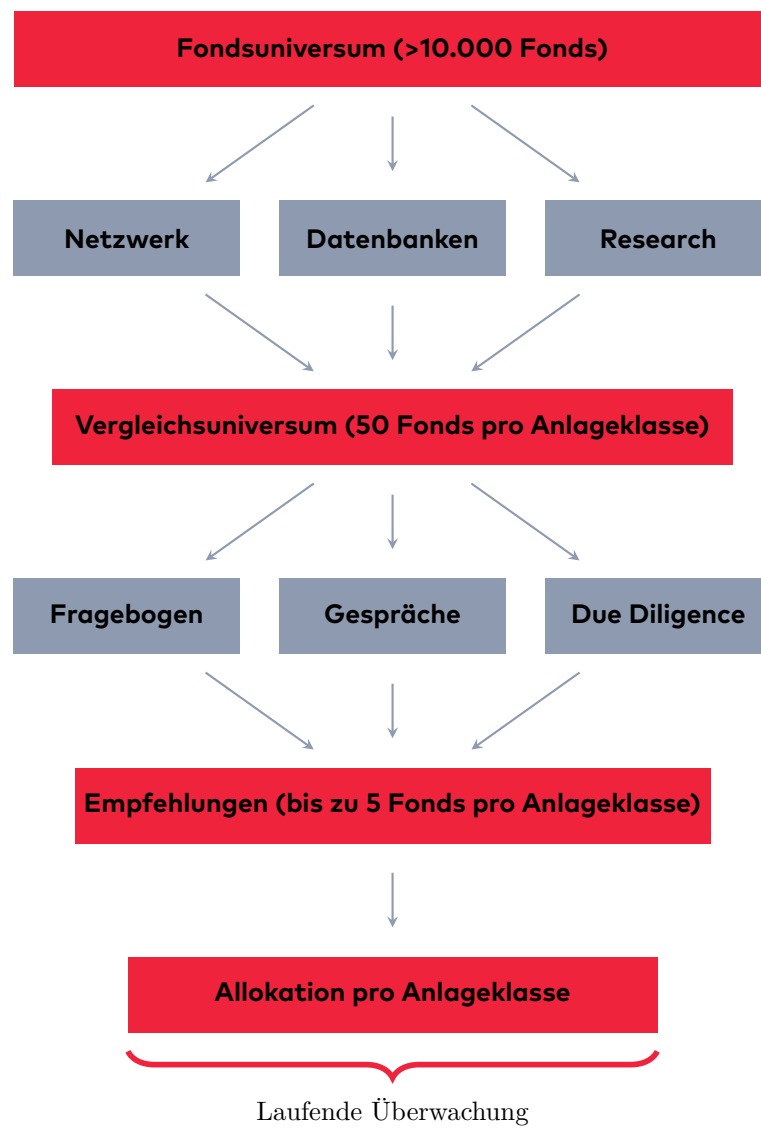 Fondsuniversum (>10.000 Fonds)
Netzwerk
Datenbanken
Research
Vergleichsuniversum (50 Fonds pro Anlageklasse)
Fragebogen
Gespräche
Due Diligence
Empfehlungen (bis zu 5 Fonds pro Anlageklasse)
Allokation pro Anlageklasse
Laufende Überwachung